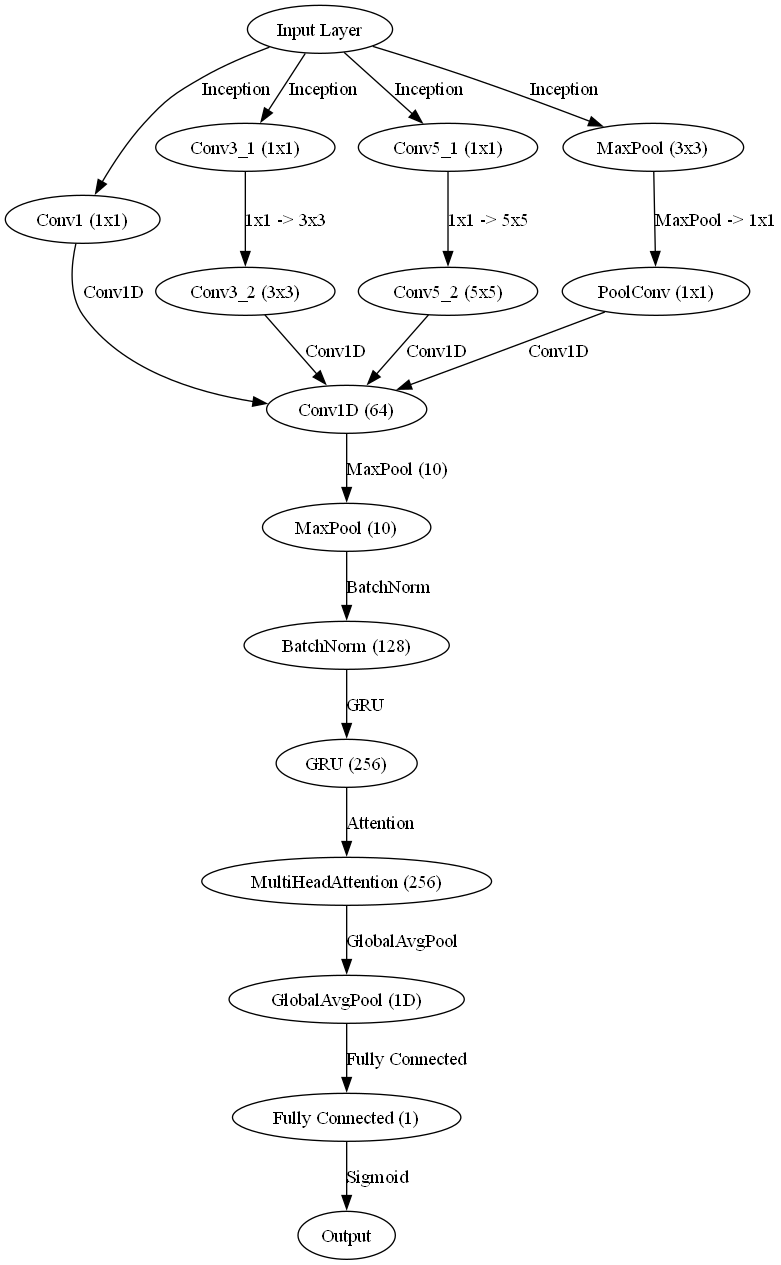 Input Layer
Inception
Inception
Inception
Inception
Conv3_1 (1x1)
Conv5_1 (1x1)
MaxPool (3x3)
Conv1 (1x1)
1x1 -> 3x3
1x1 -> 5x5
MaxPool -> 1x1
Conv1D
Conv3_2 (3x3)
Conv5_2 (5x5)
PoolConv (1x1)
Conv1D
Conv1D
Conv1D
Conv1D (64)
MaxPool (10)
MaxPool (10)
BatchNorm
BatchNorm (128)
GRU
GRU (256)
Attention
MultiHeadAttention (256)
GlobalAvgPool
GlobalAvgPool (1D)
Fully Connected
Fully Connected (1)
Sigmoid
Output